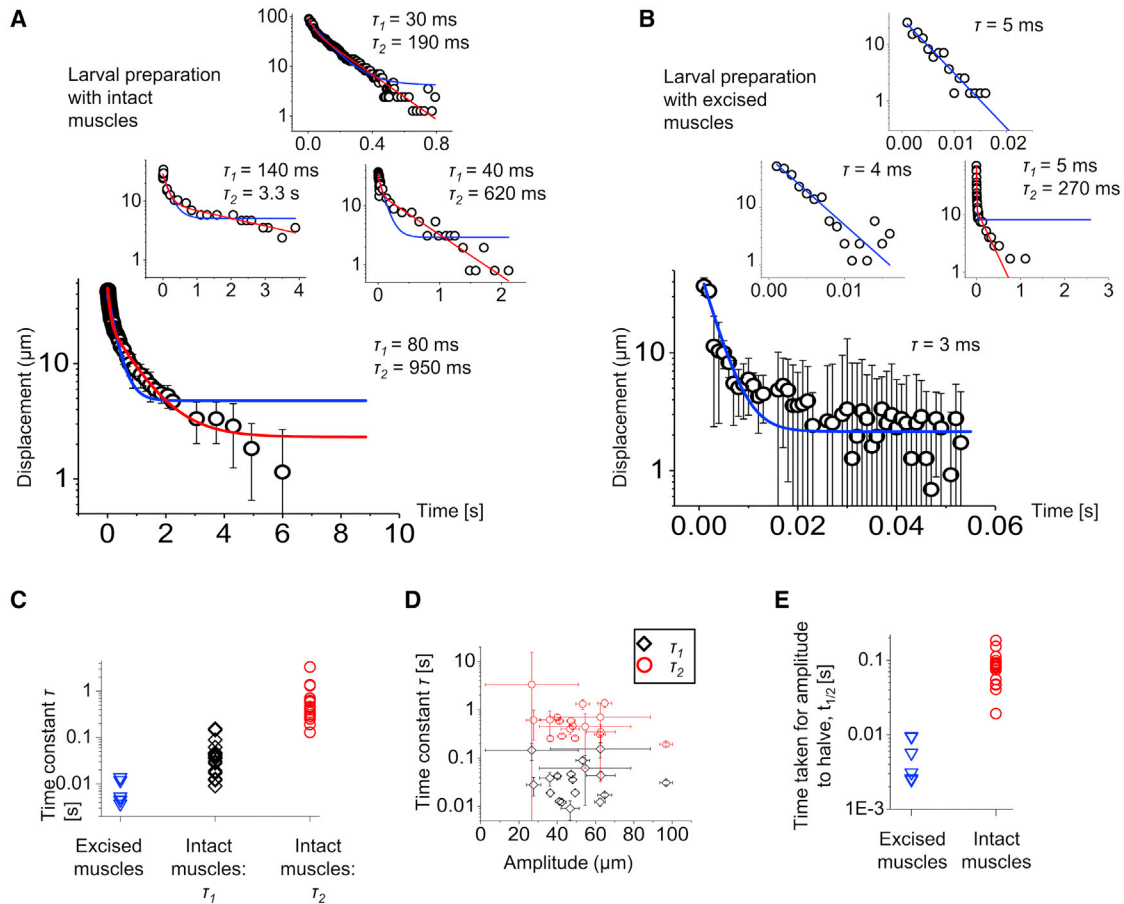 A
Larval preparation
with intact
muscles
100
10
1
0.0 0.4 0.8
τ1 = 30 ms
τ2 = 190 ms
10
0 1 2 3 4
τ1 = 140 ms
τ2 = 3.3 s
10
1
0 1 2
τ1 = 40 ms
τ2 = 620 ms
Displacement (µm)
10
1
0 2 4 6 8 10
Time [s]
τ1 = 80 ms
τ2 = 950 ms
B
Larval preparation
with excised
muscles
10
1
0.00 0.01 0.02
τ = 5 ms
10
1
0.00 0.01
τ = 4 ms
10
1
0 1 2 3
τ1 = 5 ms
τ2 = 270 ms
Displacement (µm)
10
1
0.00 0.02 0.04 0.06
Time [s]
τ = 3 ms
C
Time constant τ
[s]
1
0.1
0.01
Excised
muscles
Intact
muscles:
τ1
Intact
muscles:
τ2
D
Time constant τ [s]
10
1
0.1
0.01
0 20 40 60 80 100
Amplitude (µm)
τ1
τ2
E
Time taken for amplitude
to halve, t1/2 [s]
0.1
0.01
1E-3
Excised
muscles
Intact
muscles